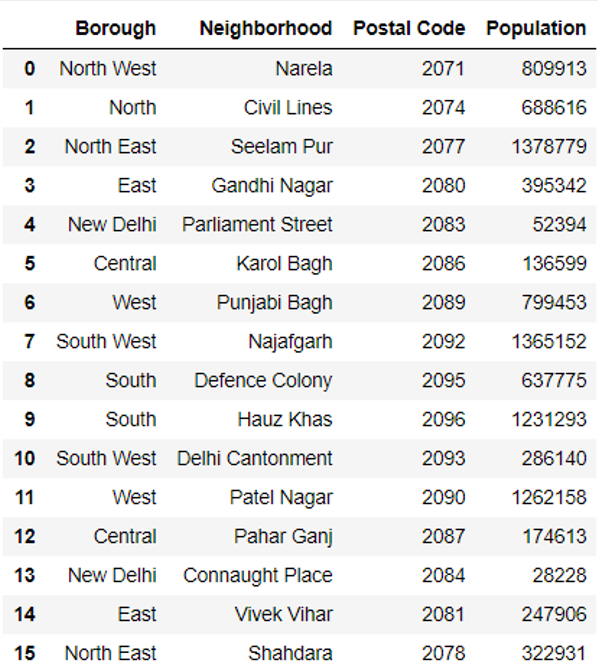 Borough Neighborhood Postal Code Population
0 North West Narela 2071 809913
1 North Civil Lines 2074 688616
2 North East Seelam Pur 2077 1378779
3 East Gandhi Nagar 2080 395342
4 New Delhi Parliament Street 2083 52394
5 Central Karol Bagh 2086 136599
6 West Punjabi Bagh 2089 799453
7 South West Najafgarh 2092 1365152
8 South Defence Colony 2095 637775
9 South Hauz Khas 2096 1231293
10 South West Delhi Cantonment 2093 286140
11 West Patel Nagar 2090 1262158
12 Central Pahar Ganj 2087 174613
13 New Delhi Connaught Place 2084 28228
14 East Vivek Vihar 2081 247906
15 North East Shahdara 2078 322931